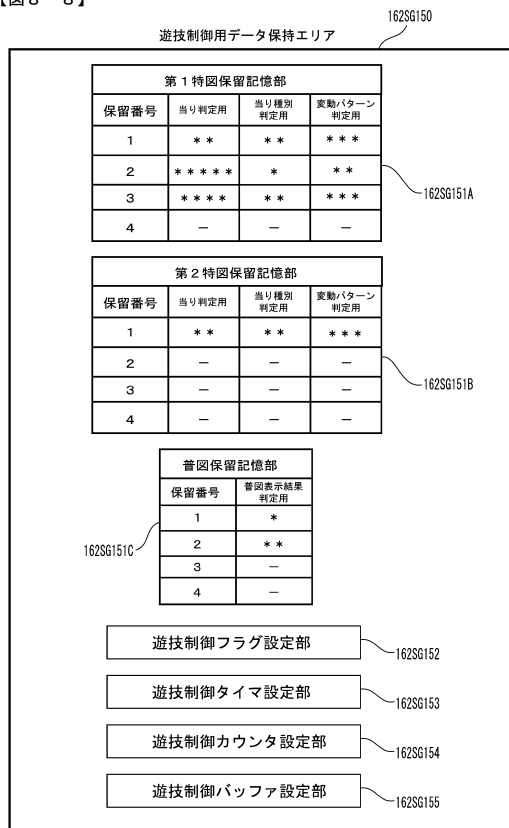 162SG150
遊技制御用データ保持エリア
第1特図保留記憶部
保留番号 当り判定用 当り種別判定用 変動パターン判定用
1 ** ** ***
2 ***** * **
3 **** ** ***
4 － － －
162SG151A
第2特図保留記憶部
保留番号 当り判定用 当り種別判定用 変動パターン判定用
1 ** ** ***
2 － － －
3 － － －
4 － － －
162SG151B
普図保留記憶部
保留番号 普図表示結果判定用
1 *
2 **
3 －
4 －
162SG151C
遊技制御フラグ設定部
162SG152
遊技制御タイマ設定部
162SG153
遊技制御カウンタ設定部
162SG154
遊技制御バッファ設定部
162SG155